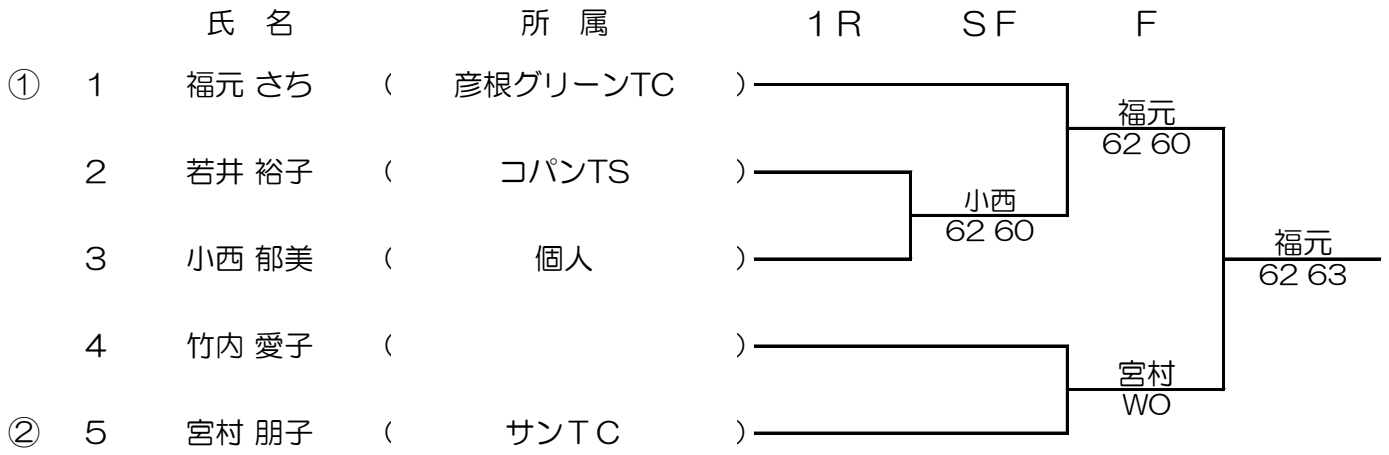 氏 名 所 属 1R SF F
① 1 福元 さち ( 彦根グリーンTC )
福元
62 60
2 若井 裕子 ( コパンTS )
小西
62 60
3 小西 郁美 ( 個人 )
福元
62 63
4 竹内 愛子 ( )
宮村
WO
② 5 宮村 朋子 ( サンTC )